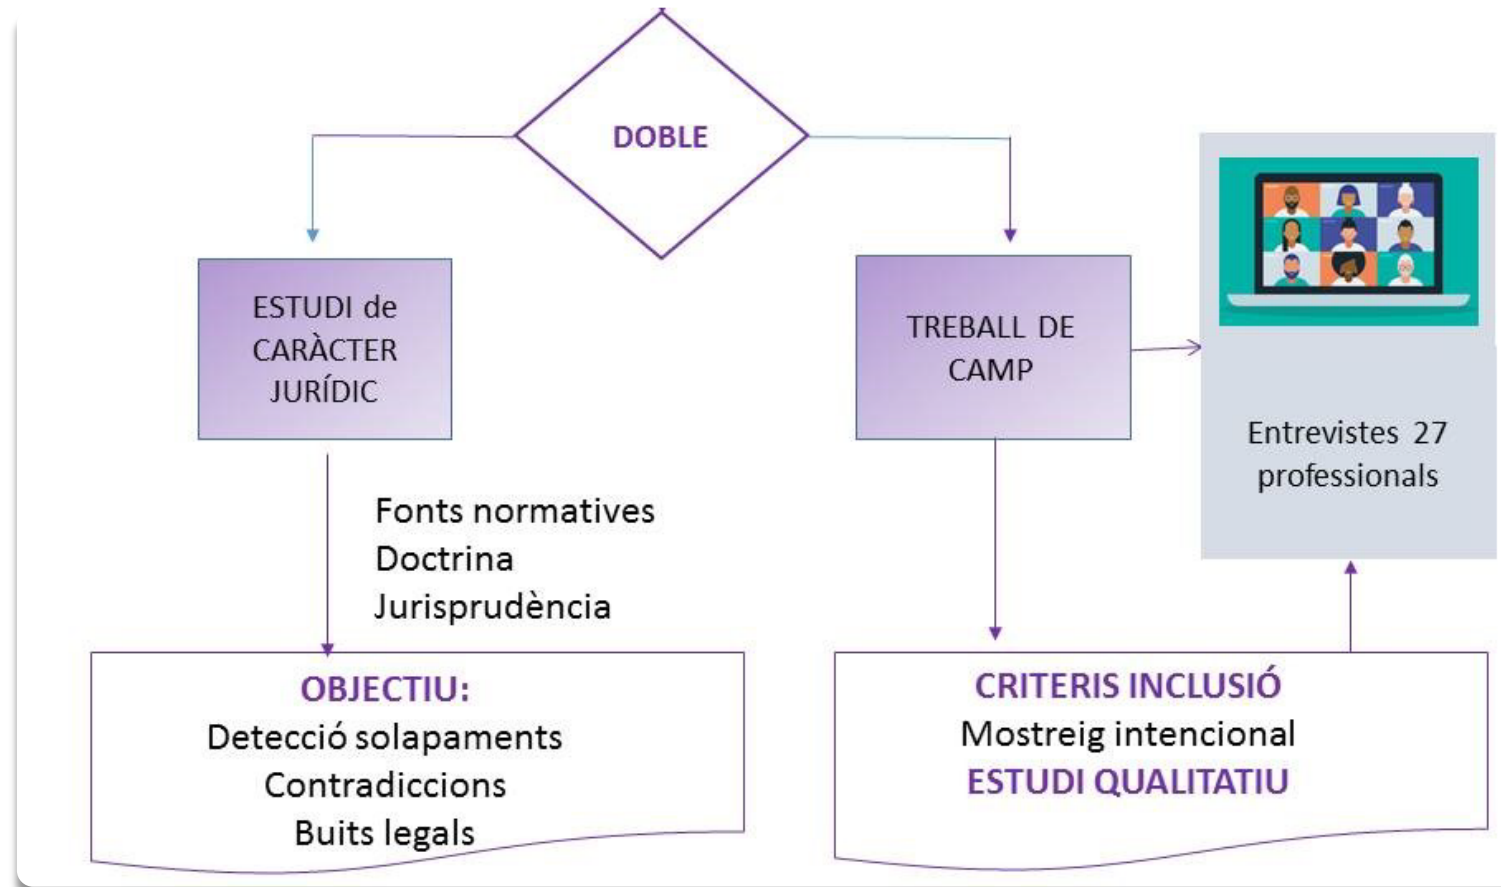 DOBLE
ESTUDI de
CARÀCTER
JURÍDIC
TREBALL DE
CAMP
Entrevistes 27
professionals
Fonts normatives
Doctrina
Jurisprudència
OBJECTIU:
Detecció solapaments
Contradiccions
Buits legals
CRITERIS INCLUSIÓ
Mostreig intencional
ESTUDI QUALITATIU